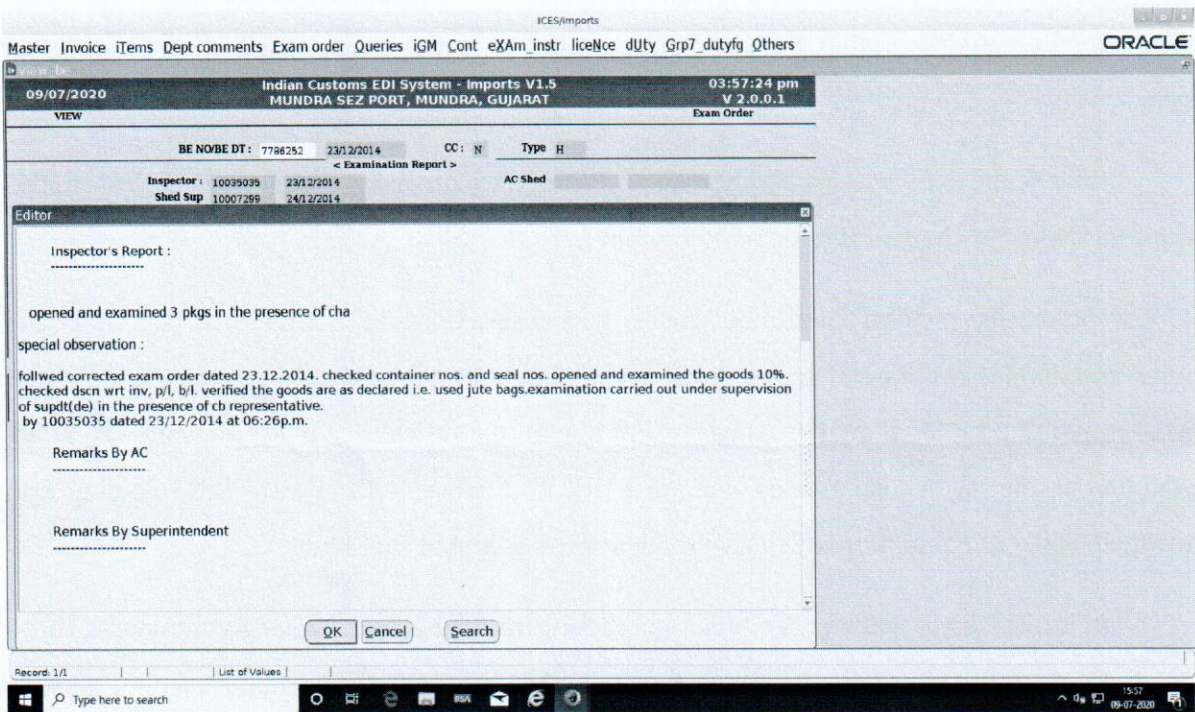 ICES/Imports
Master Invoice iTems Dept comments Exam order Queries iGM Cont eXAm_instr liceNce dUty Grp7_dutyfg Others ORACLE
view_be
09/07/2020 Indian Customs EDI System - Imports V1.5 03:57:24 pm
MUNDRA SEZ PORT, MUNDRA, GUJARAT V 2.0.0.1
VIEW Exam Order
BE NO/BE DT : 7786252 23/12/2014 CC : N Type H
< Examination Report >
Inspector : 10035035 23/12/2014 AC Shed
Shed Sup 10007299 24/12/2014
Editor
Inspector's Report :
---------------------
opened and examined 3 pkgs in the presence of cha
special observation :
follwed corrected exam order dated 23.12.2014. checked container nos. and seal nos. opened and examined the goods 10%.
checked dscn wrt inv, p/l, b/l. verified the goods are as declared i.e. used jute bags.examination carried out under supervision
of supdt(de) in the presence of cb representative.
by 10035035 dated 23/12/2014 at 06:26p.m.
Remarks By AC
---------------------
Remarks By Superintendent
---------------------
OK Cancel Search
Record: 1/1 List of Values
Type here to search BSA 15:57
09-07-2020